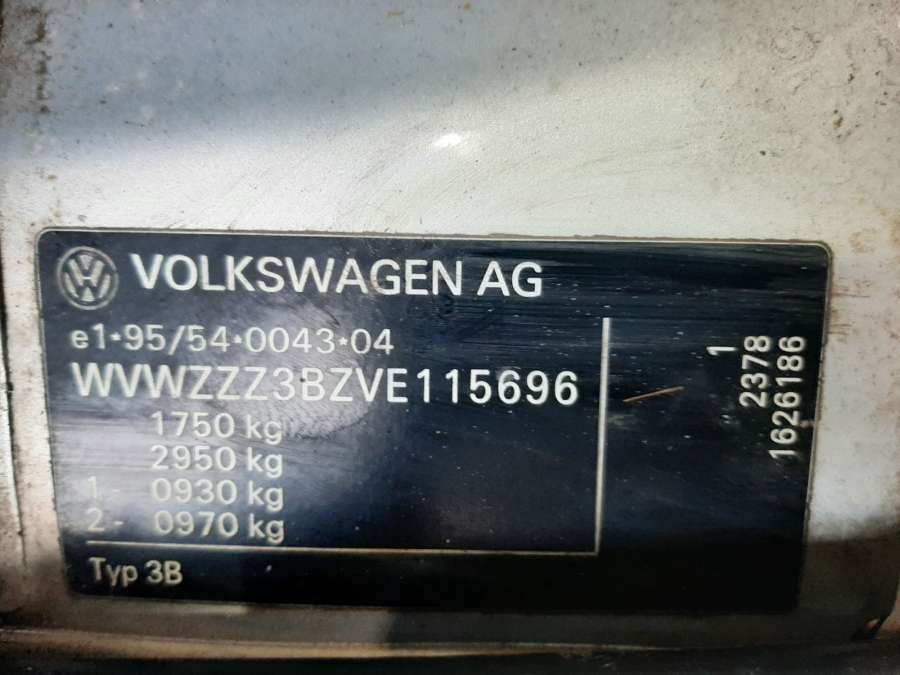 VOLKSWAGEN AG
e1*95/54*0043*04
WVWZZZ3BZVE115696
1750 kg
2950 kg
1- 0930 kg
2- 0970 kg
Typ 3B
1
2378
1626186